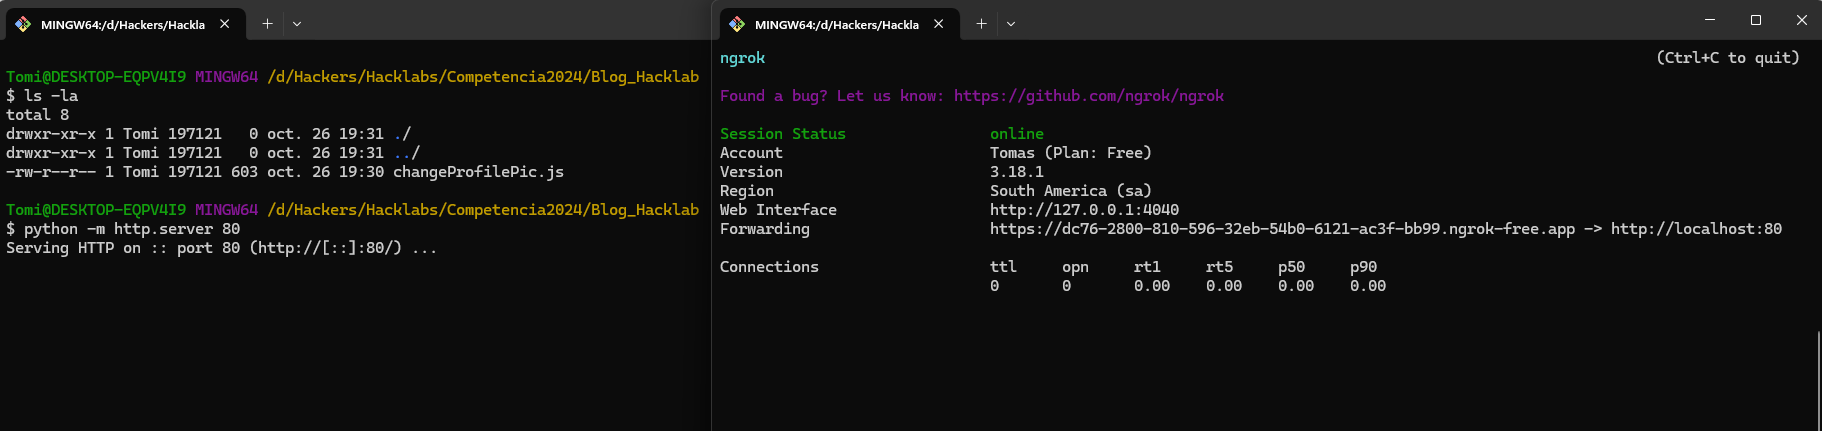 MINGW64:/d/Hackers/Hackla
Tomi@DESKTOP-EQPV4I9 MINGW64 /d/Hackers/Hacklabs/Competencia2024/Blog_Hacklab
$ ls -la
total 8
drwxr-xr-x 1 Tomi 197121   0 oct. 26 19:31 ./
drwxr-xr-x 1 Tomi 197121   0 oct. 26 19:31 ../
-rw-r--r-- 1 Tomi 197121 603 oct. 26 19:30 changeProfilePic.js
Tomi@DESKTOP-EQPV4I9 MINGW64 /d/Hackers/Hacklabs/Competencia2024/Blog_Hacklab
$ python -m http.server 80
Serving HTTP on :: port 80 (http://[::]:80/) ...
MINGW64:/d/Hackers/Hackla
ngrok (Ctrl+C to quit)
Found a bug? Let us know: https://github.com/ngrok/ngrok
Session Status online
Account Tomas (Plan: Free)
Version 3.18.1
Region South America (sa)
Web Interface http://127.0.0.1:4040
Forwarding https://dc76-2800-810-596-32eb-54b0-6121-ac3f-bb99.ngrok-free.app -> http://localhost:80
Connections ttl opn rt1 rt5 p50 p90
0 0 0.00 0.00 0.00 0.00